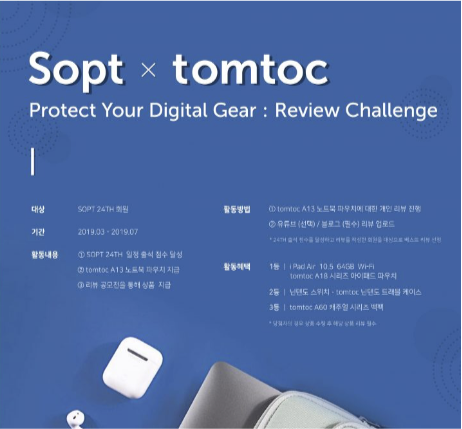 Sopt × tomtoc
Protect Your Digital Gear : Review Challenge
대상 SOPT 24TH 회원
기간 2019.03 - 2019.07
활동내용 ① SOPT 24TH 일정 출석 점수 달성
② tomtoc A13 노트북 파우치 지급
③ 리뷰 공모전을 통해 상품 지급
활동방법 ① tomtoc A13 노트북 파우치에 대한 개인 리뷰 진행
② 유튜브 (선택) / 블로그 (필수) 리뷰 업로드
활동혜택 1등 | iPad Air 10.5 64GB Wi-Fi
tomtoc A18 시리즈 아이패드 파우치
2등 | 닌텐도 스위치 - tomtoc 닌텐도 트래블 케이스
3등 | tomtoc A60 캐주얼 시리즈 백팩